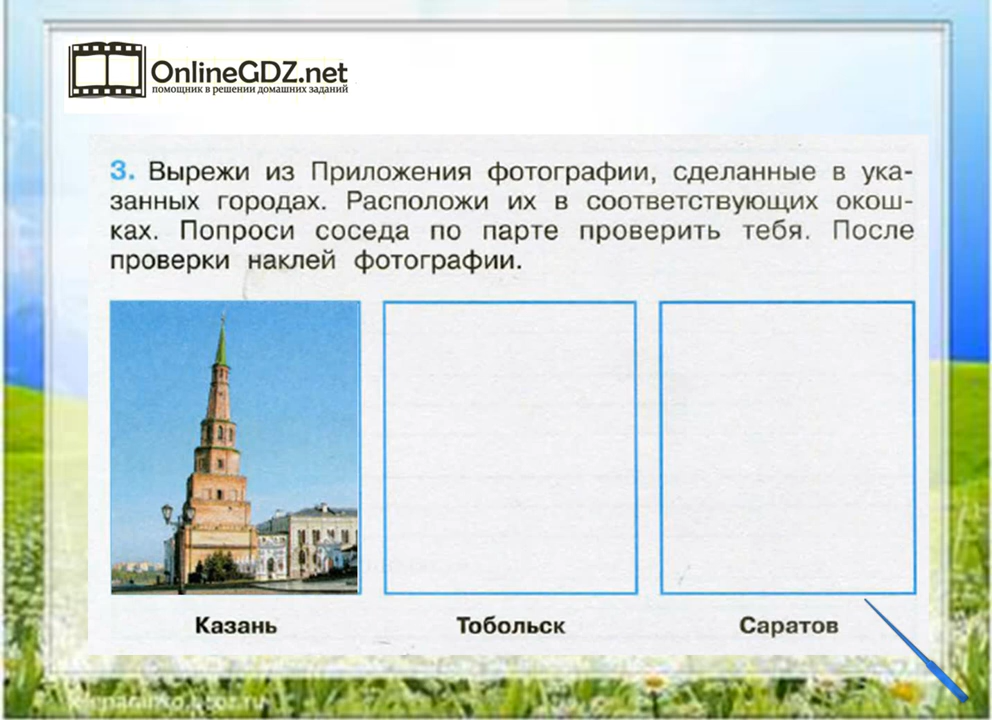 OnlineGDZ.net
помощник в решении домашних заданий
3. Вырежи из Приложения фотографии, сделанные в ука-
занных городах. Расположи их в соответствующих окош-
ках. Попроси соседа по парте проверить тебя. После
проверки наклей фотографии.
Казань Тобольск Саратов